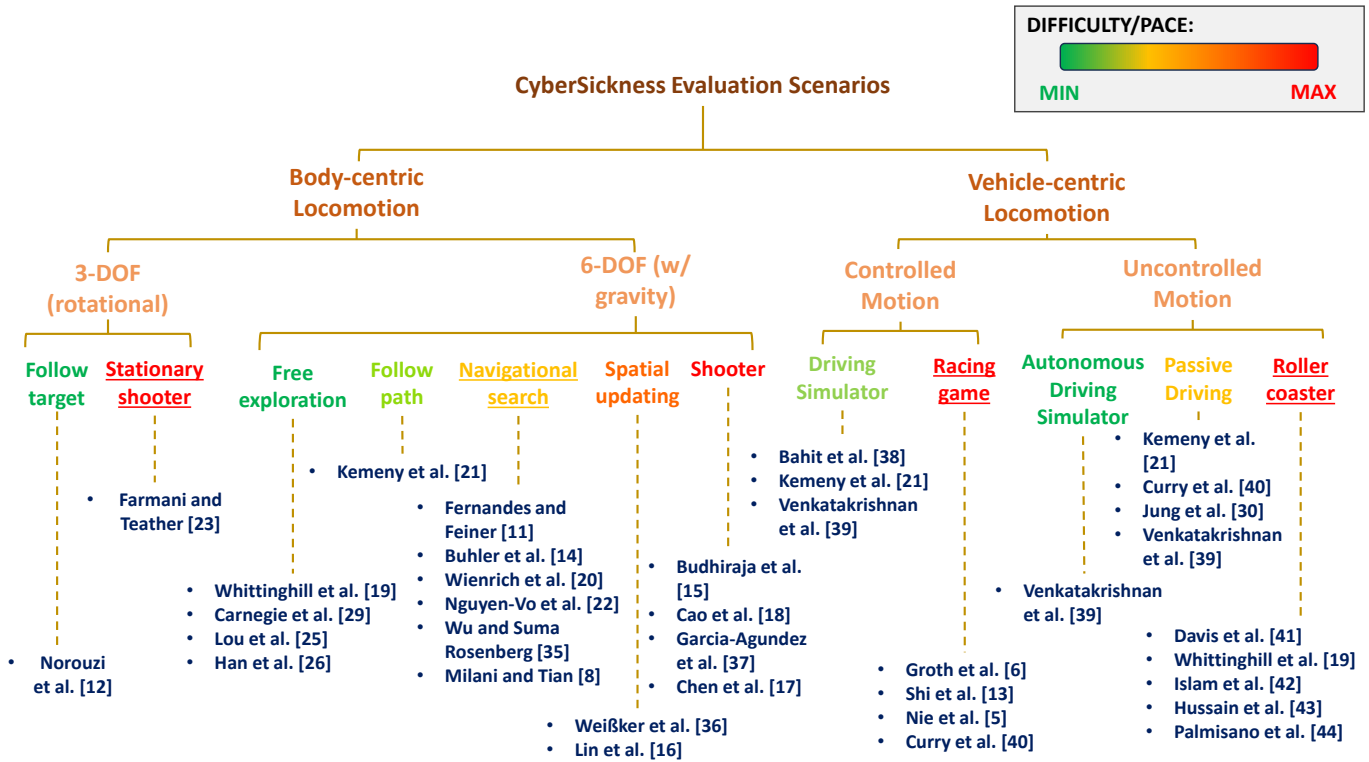 DIFFICULTY/PACE:
MIN
MAX
CyberSickness Evaluation Scenarios
Body-centric
Locomotion
Vehicle-centric
Locomotion
3-DOF
(rotational)
6-DOF (w/
gravity)
Controlled
Motion
Uncontrolled
Motion
Follow
target
Stationary
shooter
Free
exploration
Follow
path
Navigational
search
Spatial
updating
Shooter
Driving
Simulator
Racing
game
Autonomous
Driving
Simulator
Passive
Driving
Roller
coaster
• Norouzi
et al. [12]
• Farmani and
Teather [23]
• Whittinghill et al. [19]
• Carnegie et al. [29]
• Lou et al. [25]
• Han et al. [26]
• Kemeny et al. [21]
• Fernandes and
Feiner [11]
• Buhler et al. [14]
• Wienrich et al. [20]
• Nguyen-Vo et al. [22]
• Wu and Suma
Rosenberg [35]
• Milani and Tian [8]
• Weißker et al. [36]
• Lin et al. [16]
• Budhiraja et al.
[15]
• Cao et al. [18]
• Garcia-Agundez
et al. [37]
• Chen et al. [17]
• Bahit et al. [38]
• Kemeny et al. [21]
• Venkatakrishnan
et al. [39]
• Groth et al. [6]
• Shi et al. [13]
• Nie et al. [5]
• Curry et al. [40]
• Venkatakrishnan
et al. [39]
• Kemeny et al.
[21]
• Curry et al. [40]
• Jung et al. [30]
• Venkatakrishnan
et al. [39]
• Davis et al. [41]
• Whittinghill et al. [19]
• Islam et al. [42]
• Hussain et al. [43]
• Palmisano et al. [44]